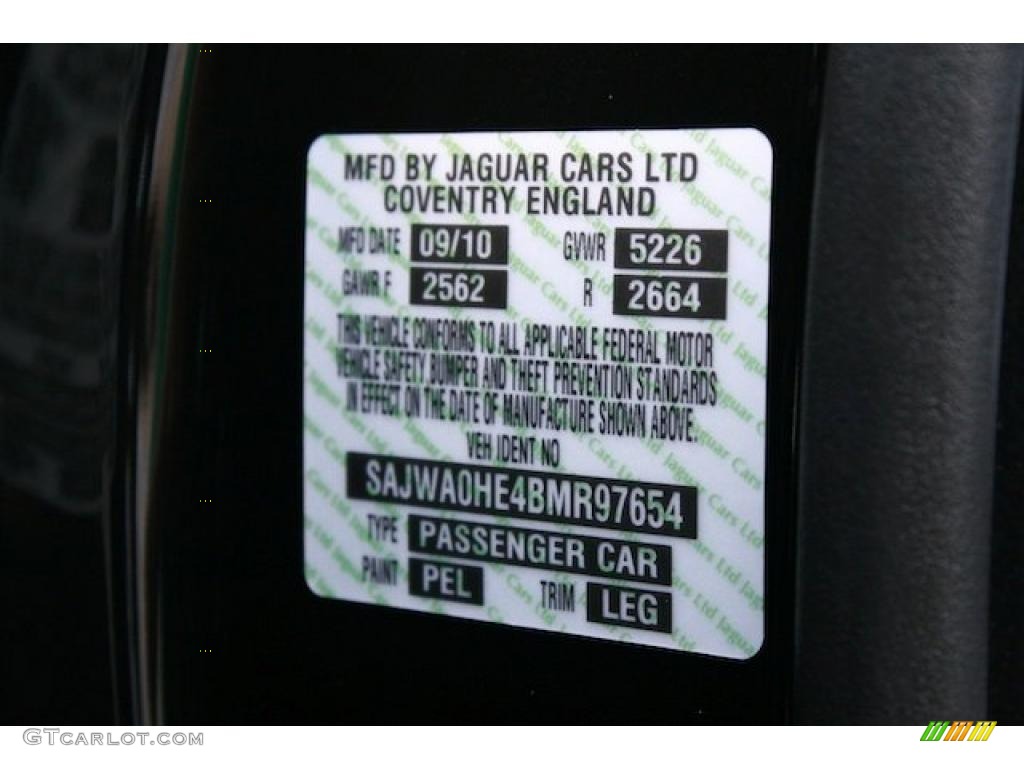 MFD BY JAGUAR CARS LTD
COVENTRY ENGLAND
MFD DATE 09/10 GVWR 5226
GAWR F 2562 R 2664
THIS VEHICLE CONFORMS TO ALL APPLICABLE FEDERAL MOTOR
VEHICLE SAFETY, BUMPER AND THEFT PREVENTION STANDARDS
IN EFFECT ON THE DATE OF MANUFACTURE SHOWN ABOVE.
VEH IDENT NO
SAJWA0HE4BMR97654
TYPE PASSENGER CAR
PAINT PEL TRIM LEG
GTCARLOT.COM